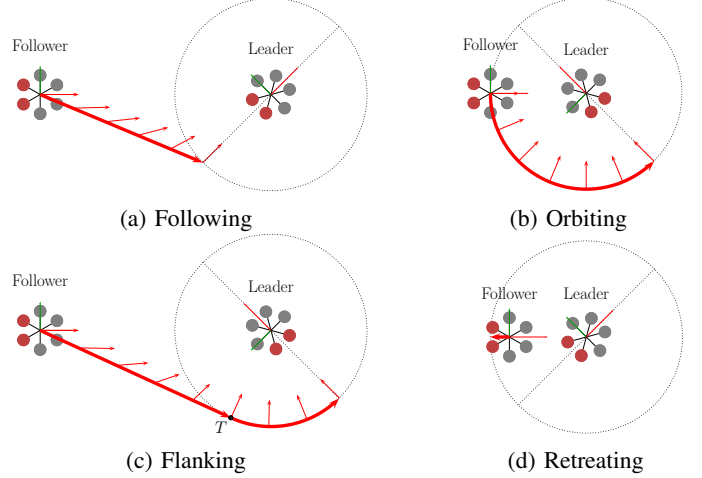 Follower
Leader
(a) Following
Follower
Leader
(b) Orbiting
Follower
Leader
T
(c) Flanking
Follower
Leader
(d) Retreating